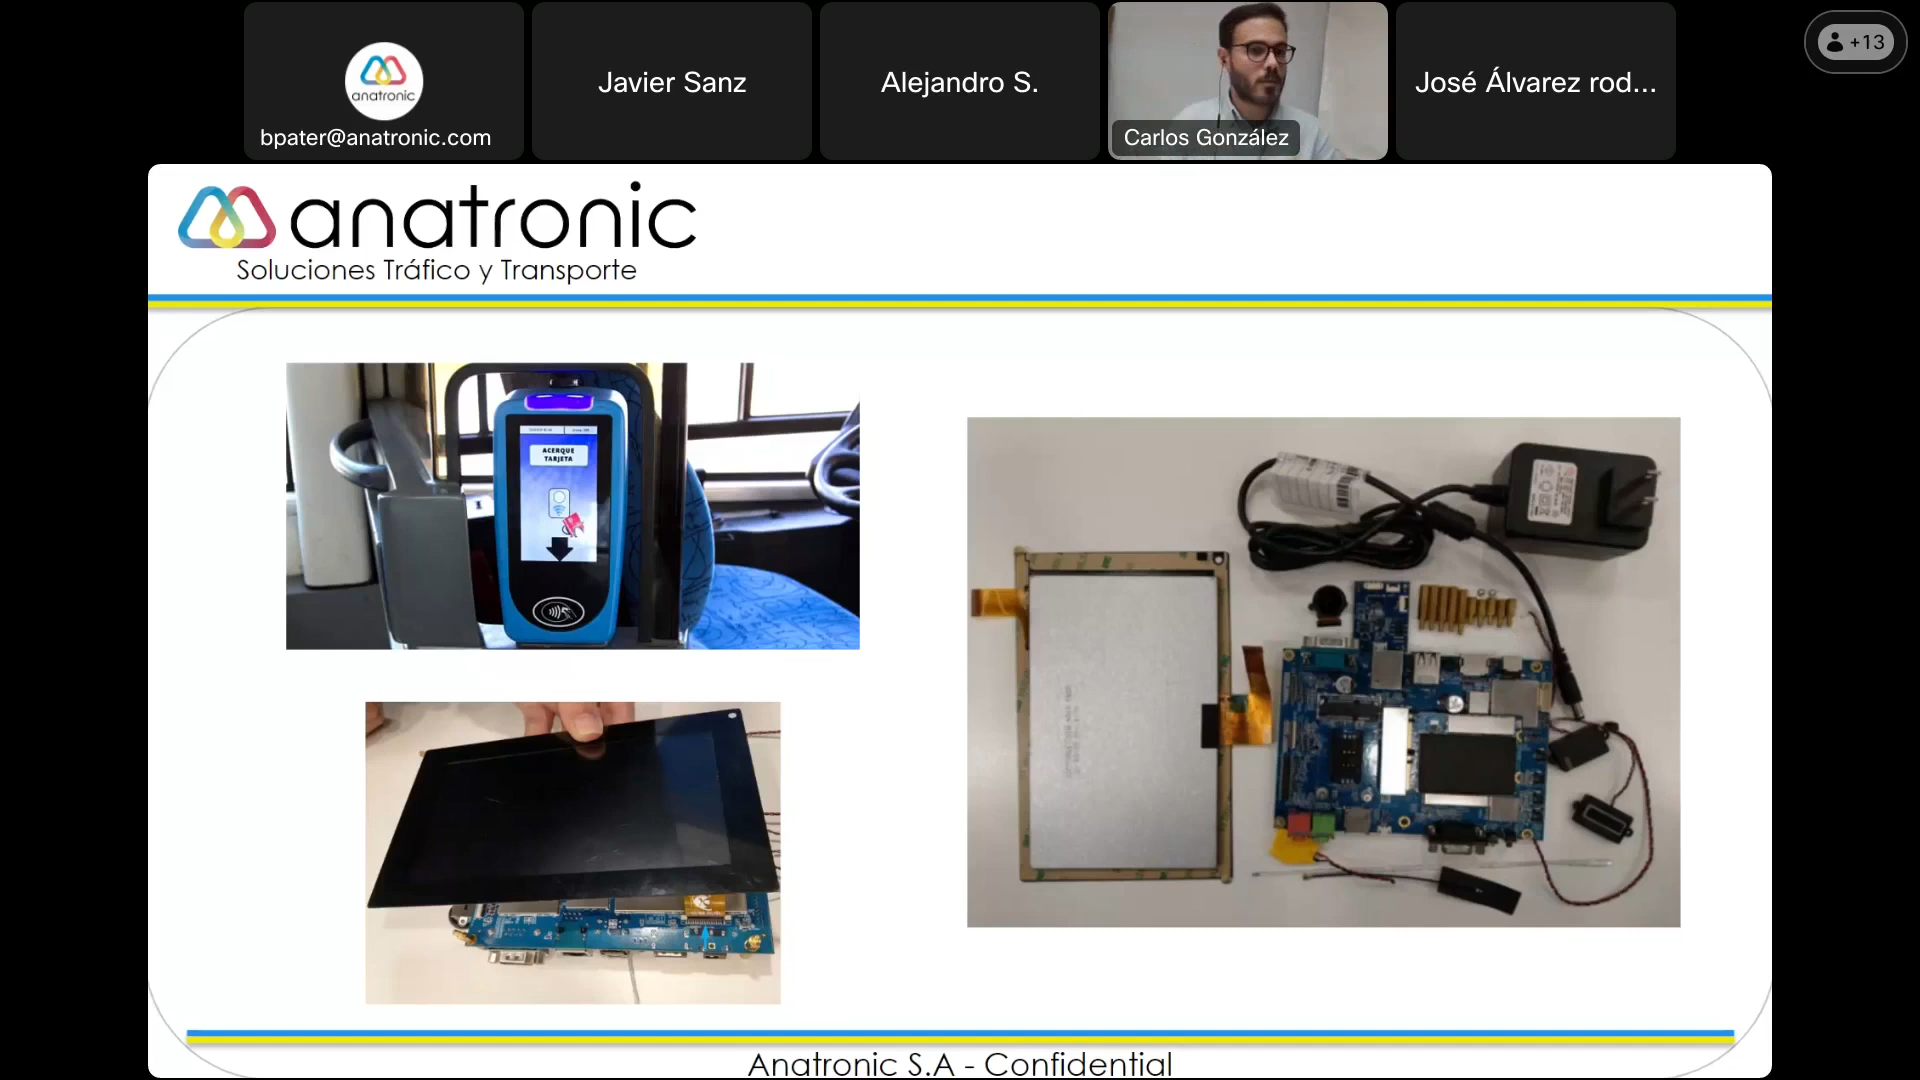 anatronic
bpater@anatronic.com
Javier Sanz
Alejandro S.
Carlos González
José Álvarez rod...
+13
anatronic
Soluciones Tráfico y Transporte
ACERQUE
TARJETA
Anatronic S.A - Confidential